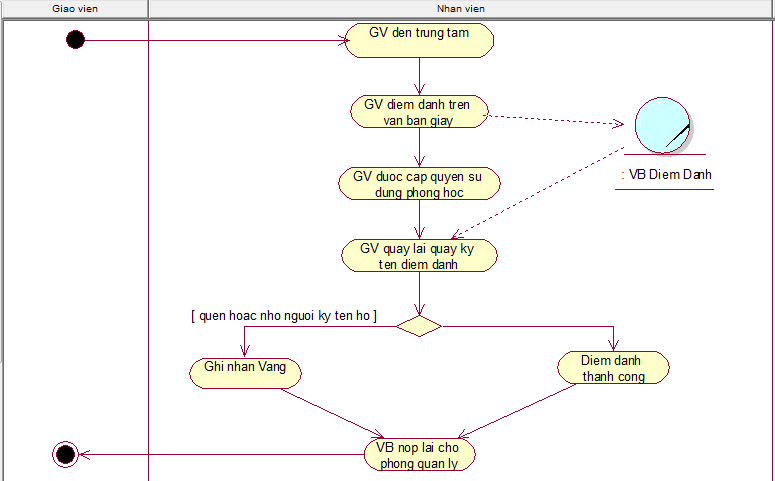 Giao vien
Nhan vien
GV den trung tam
GV diem danh tren
van ban giay
: VB Diem Danh
GV duoc cap quyen su
dung phong hoc
GV quay lai quay ky
ten diem danh
[ quen hoac nho nguoi ky ten ho ]
Ghi nhan Vang
Diem danh
thanh cong
VB nop lai cho
phong quan ly